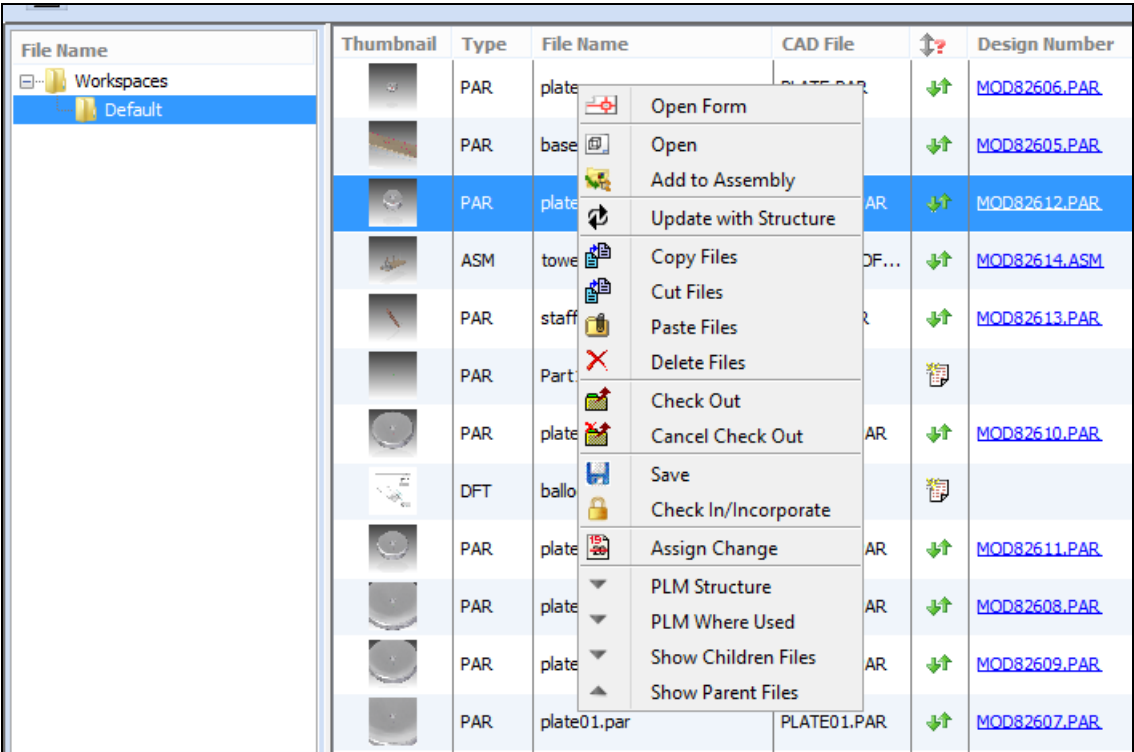 File Name
Workspaces
Default
Thumbnail Type File Name CAD File Design Number
PAR plate PLATE.PAR MOD82606.PAR
PAR base MOD82605.PAR
PAR plate AR MOD82612.PAR
ASM towe OF... MOD82614.ASM
PAR staff MOD82613.PAR
PAR Part
PAR plate AR MOD82610.PAR
DFT ballo
PAR plate AR MOD82611.PAR
PAR plate AR MOD82608.PAR
PAR plate AR MOD82609.PAR
PAR plate01.par PLATE01.PAR MOD82607.PAR
Open Form
Open
Add to Assembly
Update with Structure
Copy Files
Cut Files
Paste Files
Delete Files
Check Out
Cancel Check Out
Save
Check In/Incorporate
Assign Change
PLM Structure
PLM Where Used
Show Children Files
Show Parent Files